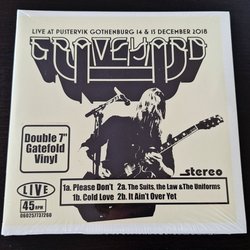 LIVE AT PUSTERVIK GOTHENBURG 14 & 15 DECEMBER 2018
GRAVEYARD
Double 7"
Gatefold
Vinyl
stereo
LIVE
45 RPM
060257737260
1a. Please Don't 2a. The Suits, the Law & The Uniforms
1b. Cold Love 2b. It Ain't Over Yet